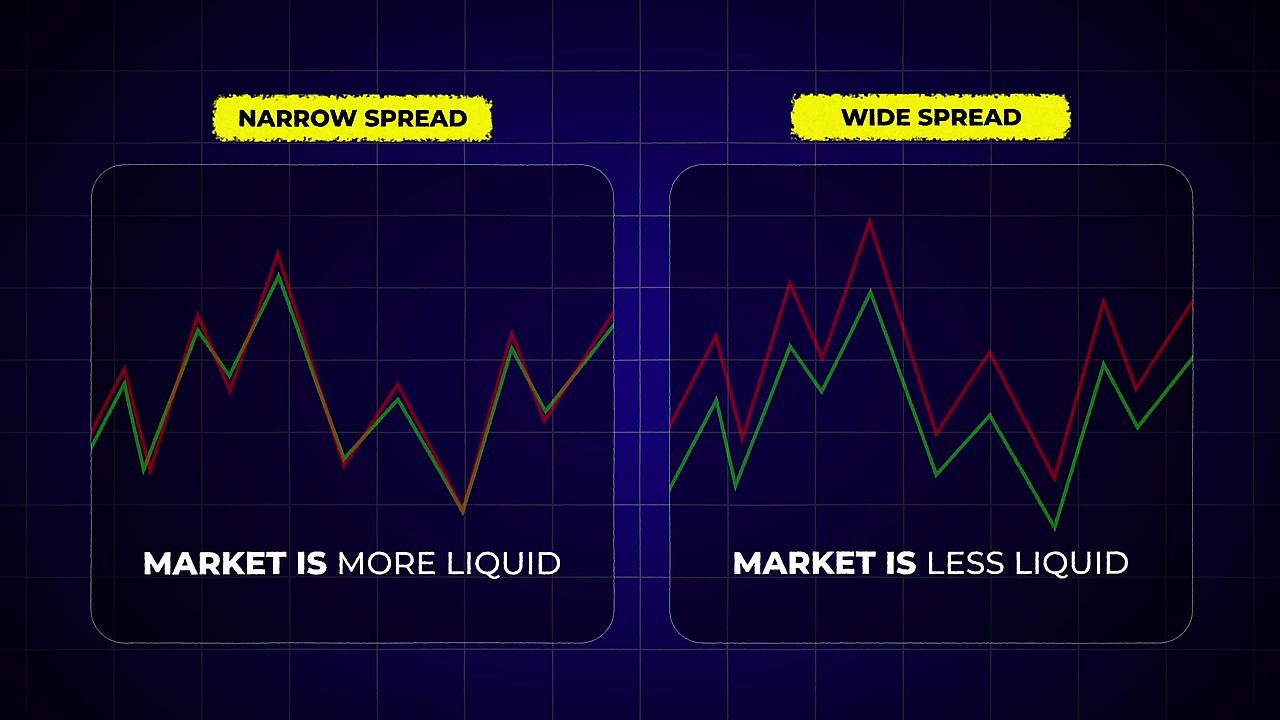 NARROW SPREAD
WIDE SPREAD
MARKET IS MORE LIQUID
MARKET IS LESS LIQUID